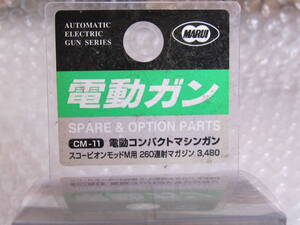 AUTOMATIC
ELECTRIC
GUN SERIES
MARUI
電動ガン
SPARE & OPTION PARTS
CM-11 電動コンパクトマシンガン
スコーピオンモッドM用 260連射マガジン 3,480